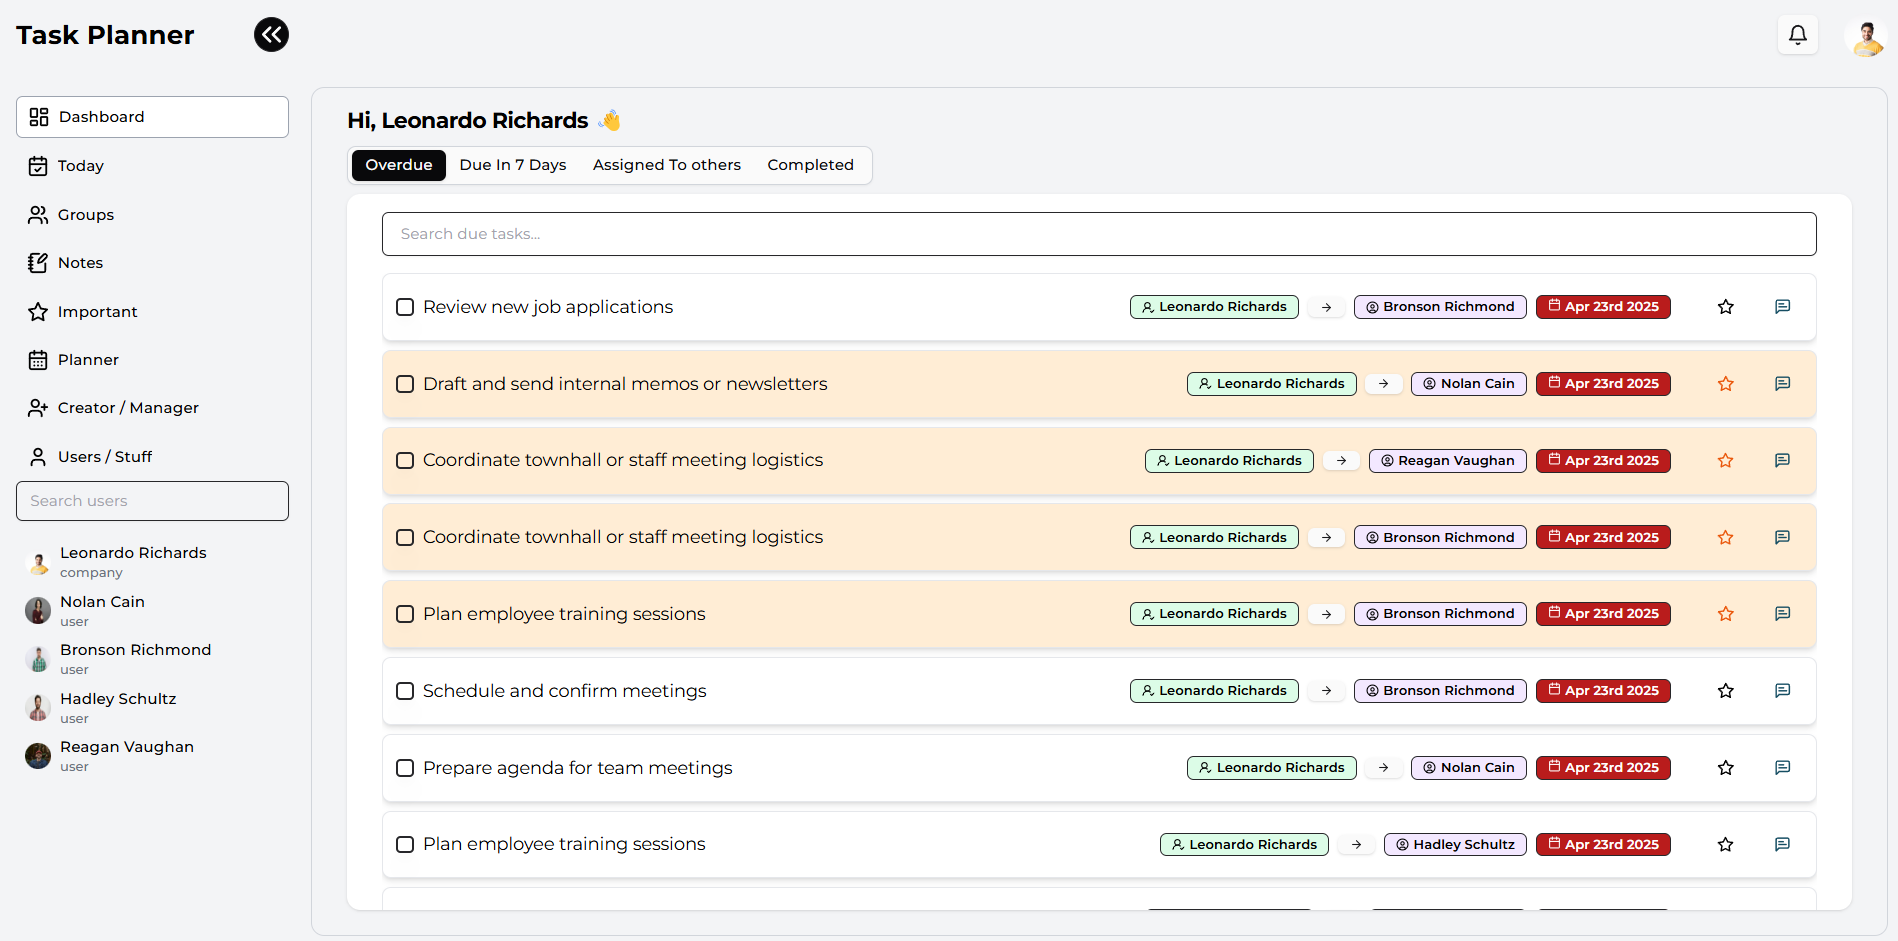 Task Planner
Dashboard
Today
Groups
Notes
Important
Planner
Creator / Manager
Users / Stuff
Search users
Leonardo Richards
company
Nolan Cain
user
Bronson Richmond
user
Hadley Schultz
user
Reagan Vaughan
user
Hi, Leonardo Richards 👋
Overdue Due In 7 Days Assigned To others Completed
Search due tasks...
Review new job applications Leonardo Richards → Bronson Richmond Apr 23rd 2025
Draft and send internal memos or newsletters Leonardo Richards → Nolan Cain Apr 23rd 2025
Coordinate townhall or staff meeting logistics Leonardo Richards → Reagan Vaughan Apr 23rd 2025
Coordinate townhall or staff meeting logistics Leonardo Richards → Bronson Richmond Apr 23rd 2025
Plan employee training sessions Leonardo Richards → Bronson Richmond Apr 23rd 2025
Schedule and confirm meetings Leonardo Richards → Bronson Richmond Apr 23rd 2025
Prepare agenda for team meetings Leonardo Richards → Nolan Cain Apr 23rd 2025
Plan employee training sessions Leonardo Richards → Hadley Schultz Apr 23rd 2025